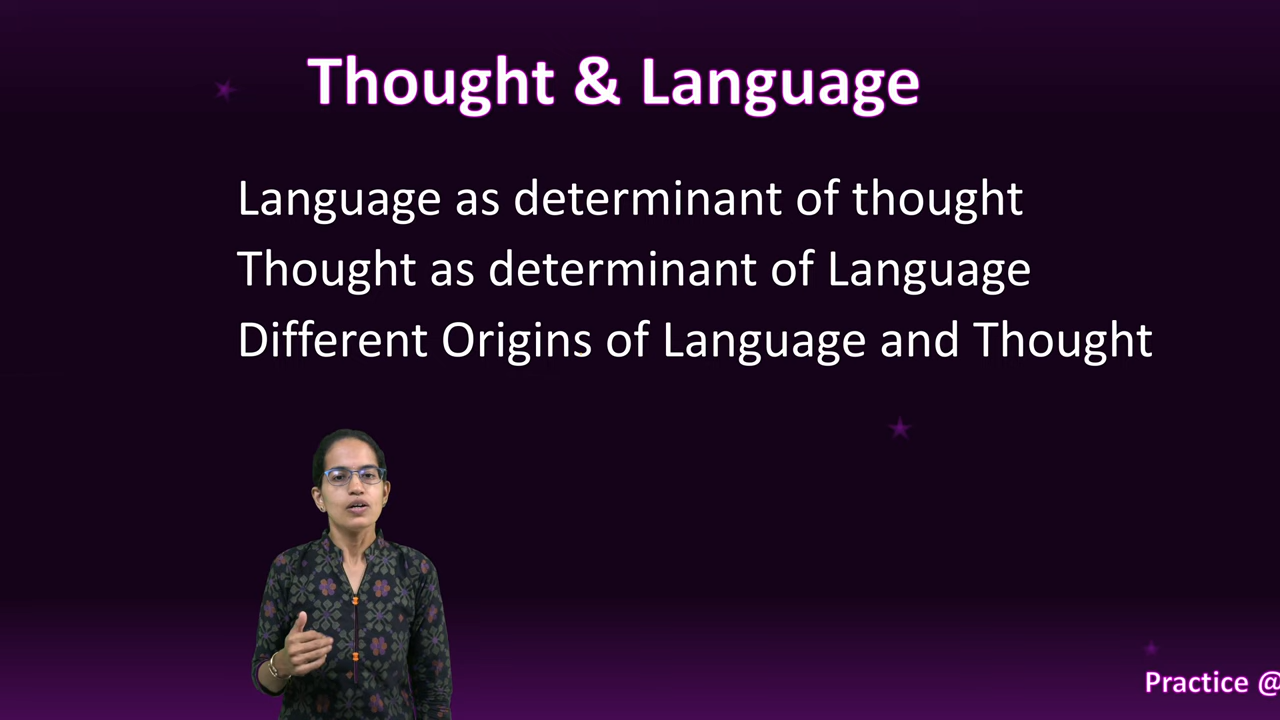 Thought & Language
Language as determinant of thought
Thought as determinant of Language
Different Origins of Language and Thought
Practice @